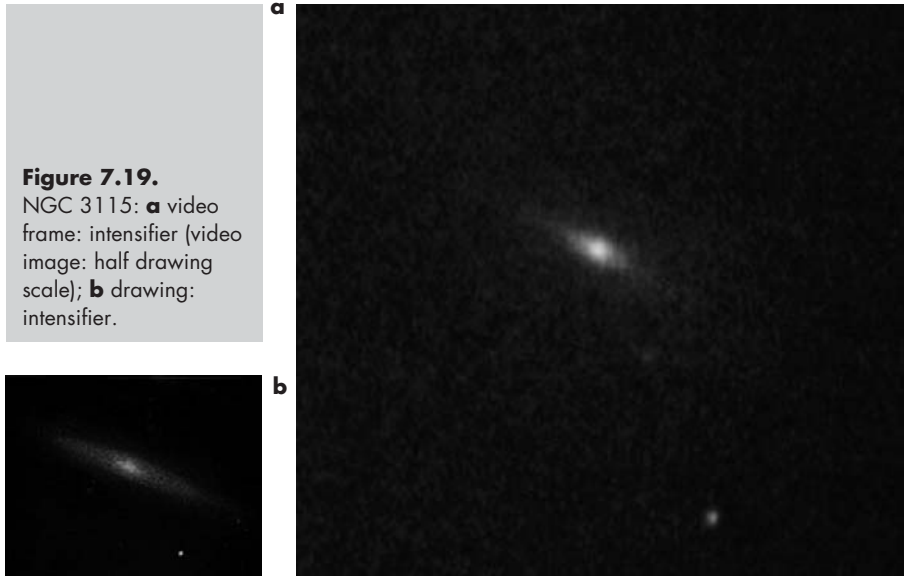 a
Figure 7.19.
NGC 3115: a video
frame: intensifier (video
image: half drawing
scale); b drawing:
intensifier.
b